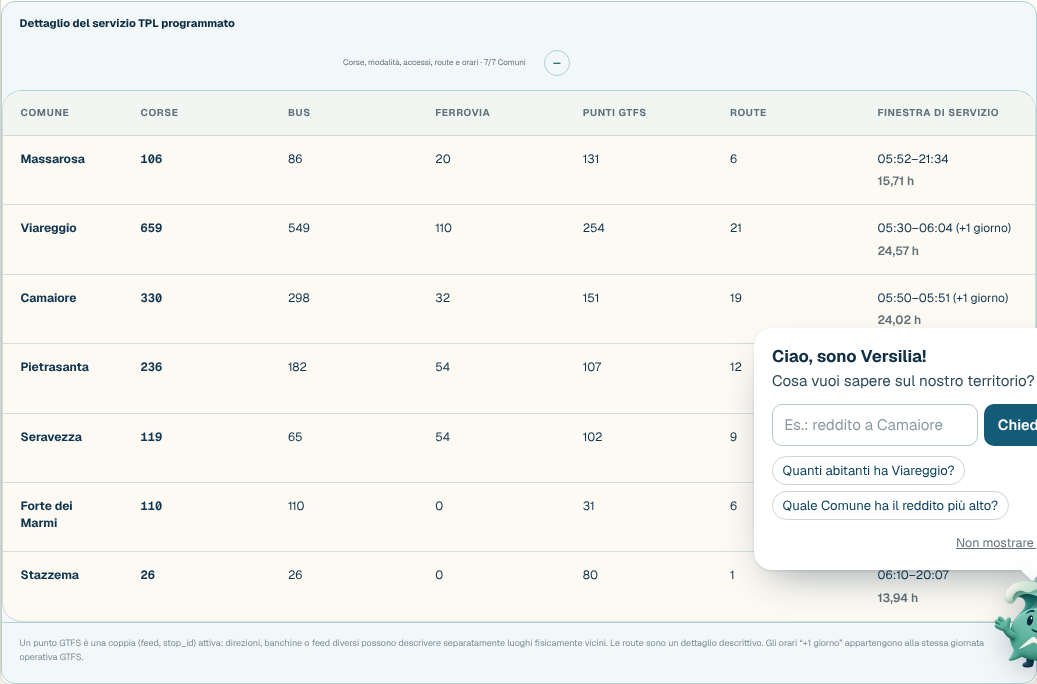 Dettaglio del servizio TPL programmato
Corse, modalità, accessi, route e orari · 7/7 Comuni −
COMUNE CORSE BUS FERROVIA PUNTI GTFS ROUTE FINESTRA DI SERVIZIO
Massarosa 106 86 20 131 6 05:52–21:34
15,71 h
Viareggio 659 549 110 254 21 05:30–06:04 (+1 giorno)
24,57 h
Camaiore 330 298 32 151 19 05:50–05:51 (+1 giorno)
24,02 h
Pietrasanta 236 182 54 107 12
Seravezza 119 65 54 102 9
Forte dei 110 110 0 31 6
Marmi
Stazzema 26 26 0 80 1 06:10–20:07
13,94 h
Ciao, sono Versilia!
Cosa vuoi sapere sul nostro territorio?
Es.: reddito a Camaiore Chied
Quanti abitanti ha Viareggio?
Quale Comune ha il reddito più alto?
Non mostrare
Un punto GTFS è una coppia (feed, stop_id) attiva: direzioni, banchine o feed diversi possono descrivere separatamente luoghi fisicamente vicini. Le route sono un dettaglio descrittivo. Gli orari “+1 giorno” appartengono alla stessa giornata
operativa GTFS.